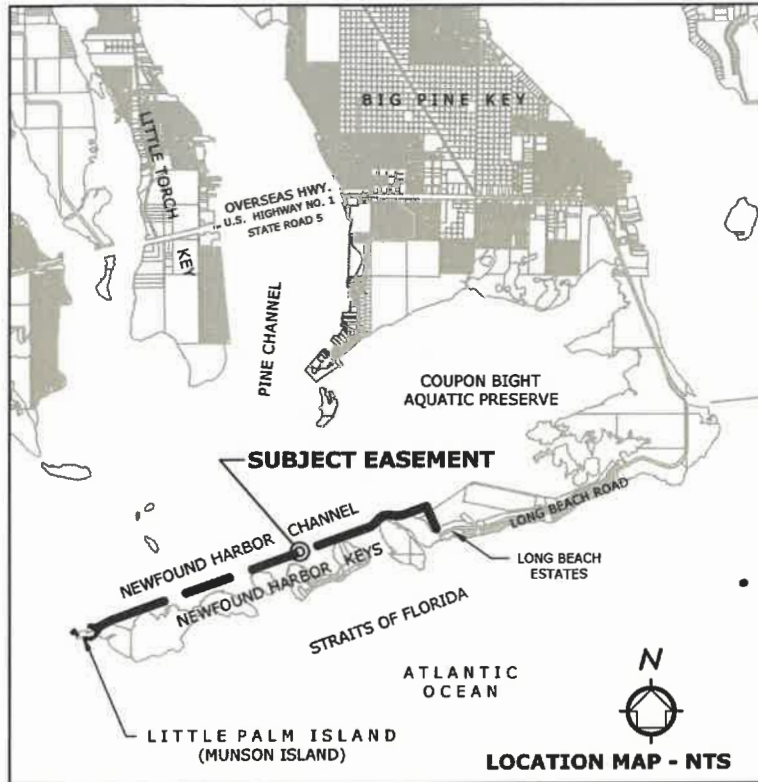 BIG PINE KEY
LITTLE TORCH
KEY
OVERSEAS HWY.
U.S. HIGHWAY NO. 1
STATE ROAD 5
PINE CHANNEL
COUPON BIGHT
AQUATIC PRESERVE
SUBJECT EASEMENT
LONG BEACH ROAD
NEWFOUND HARBOR CHANNEL
LONG BEACH
ESTATES
NEWFOUND HARBOR KEYS
STRAITS OF FLORIDA
ATLANTIC
OCEAN
N
LITTLE PALM ISLAND
(MUNSON ISLAND)
LOCATION MAP - NTS